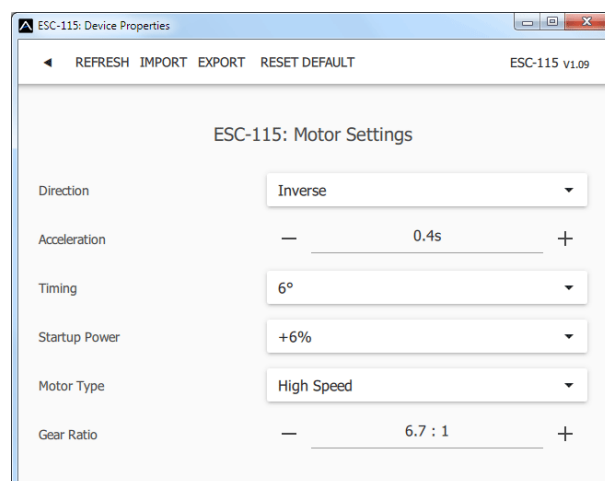 ESC-115: Device Properties
◄ REFRESH IMPORT EXPORT RESET DEFAULT ESC-115 V1.09
ESC-115: Motor Settings
Direction Inverse
Acceleration — 0.4s +
Timing 6°
Startup Power +6%
Motor Type High Speed
Gear Ratio — 6.7 : 1 +